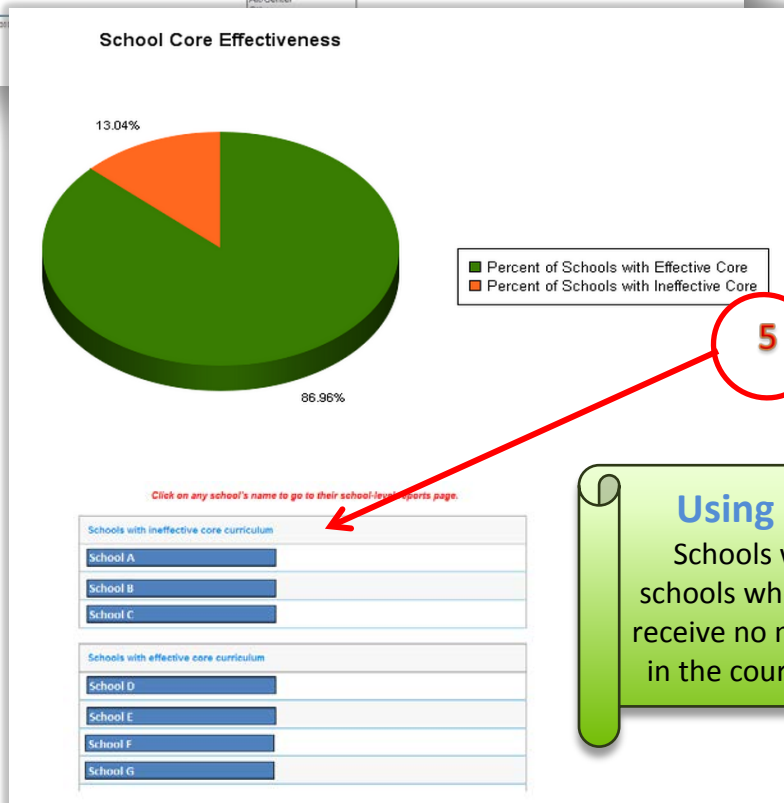 School Core Effectiveness
13.04%
Percent of Schools with Effective Core
Percent of Schools with Ineffective Core
5
86.96%
Click on any school's name to go to their school-level reports page.
Schools with ineffective core curriculum
School A
School B
School C
Schools with effective core curriculum
School D
School E
School F
School G
Using
Schools
schools
receive no
in the